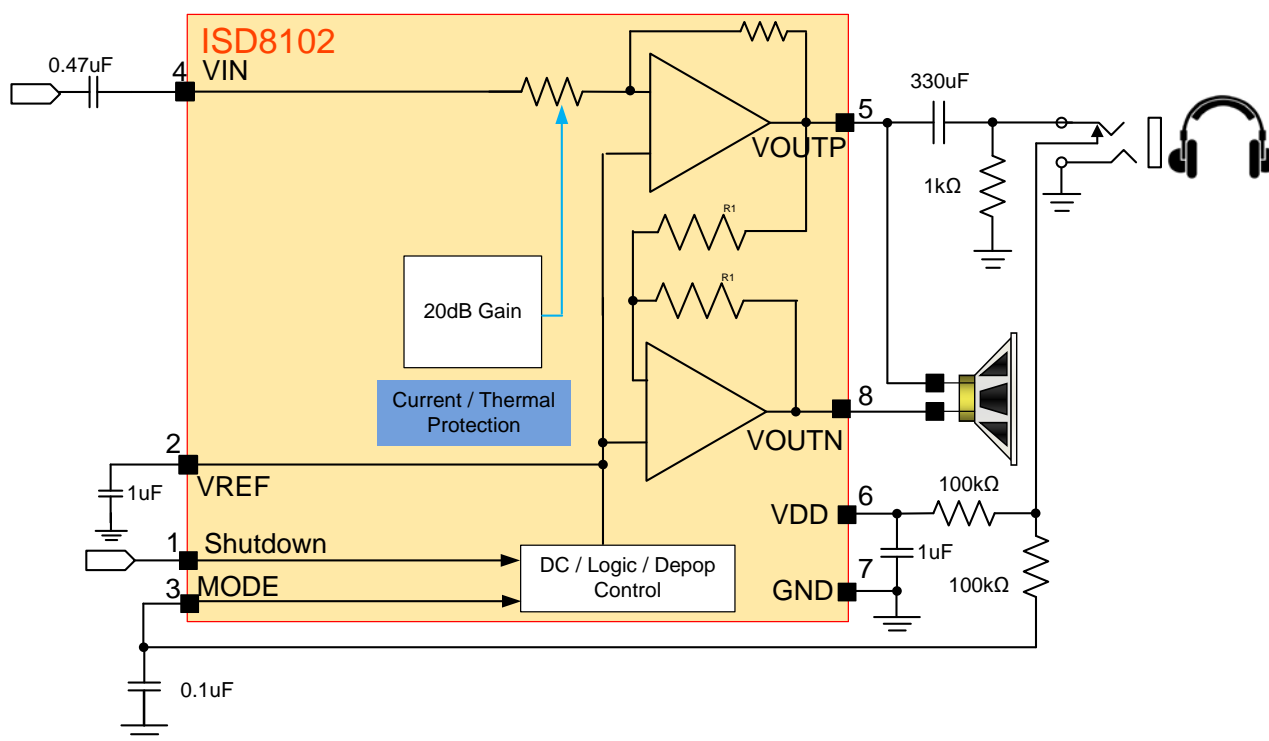 ISD8102
0.47uF
4
VIN
5
330uF
VOUTP
1kΩ
R1
R1
20dB Gain
Current / Thermal
Protection
8
VOUTN
2
VREF
1uF
100kΩ
6
VDD
1
Shutdown
1uF
DC / Logic / Depop
Control
7
GND
100kΩ
3
MODE
0.1uF